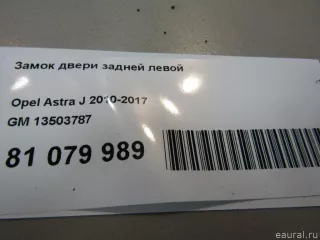 Замок двери задней левой
Opel Astra J 2010-2017
GM 13503787
81 079 989
eaural.ru